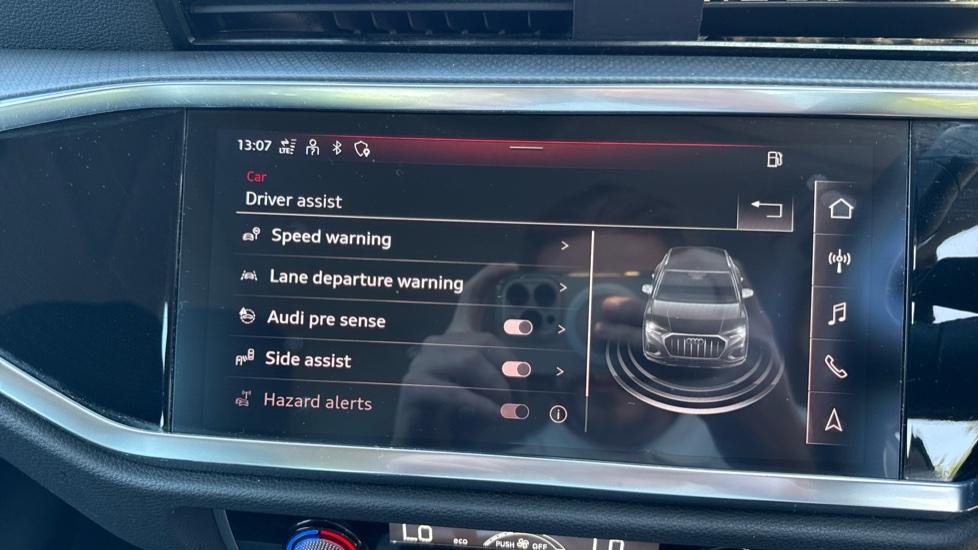 13:07 LTE
Car
Driver assist
Speed warning
Lane departure warning
Audi pre sense
Side assist
Hazard alerts
LO eco PUSH OFF LO